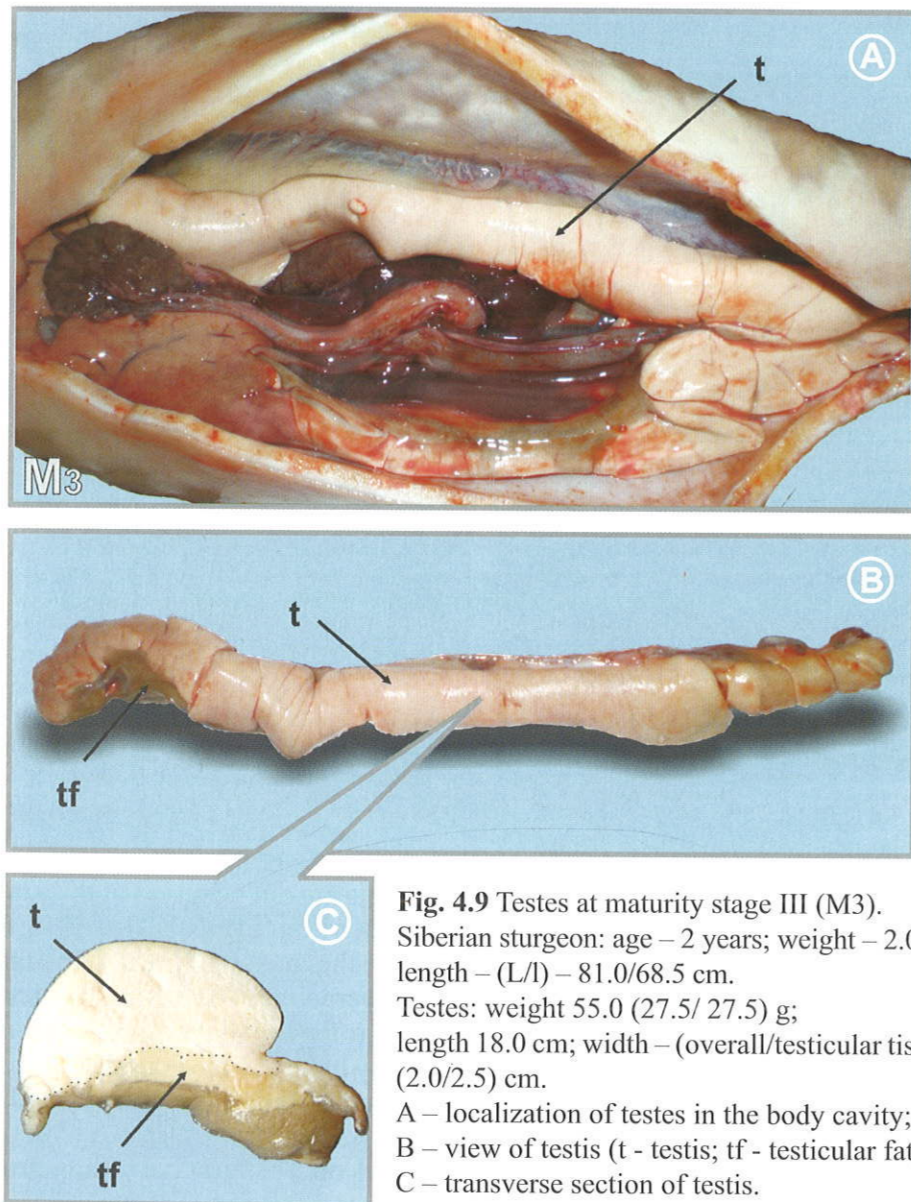 t
A
M3
B
t
tf
C
t
tf
Fig. 4.9 Testes at maturity stage III (M3).
Siberian sturgeon: age – 2 years; weight – 2.0
length – (L/l) – 81.0/68.5 cm.
Testes: weight 55.0 (27.5/ 27.5) g;
length 18.0 cm; width – (overall/testicular tis
(2.0/2.5) cm.
A – localization of testes in the body cavity;
B – view of testis (t - testis; tf - testicular fat
C – transverse section of testis.